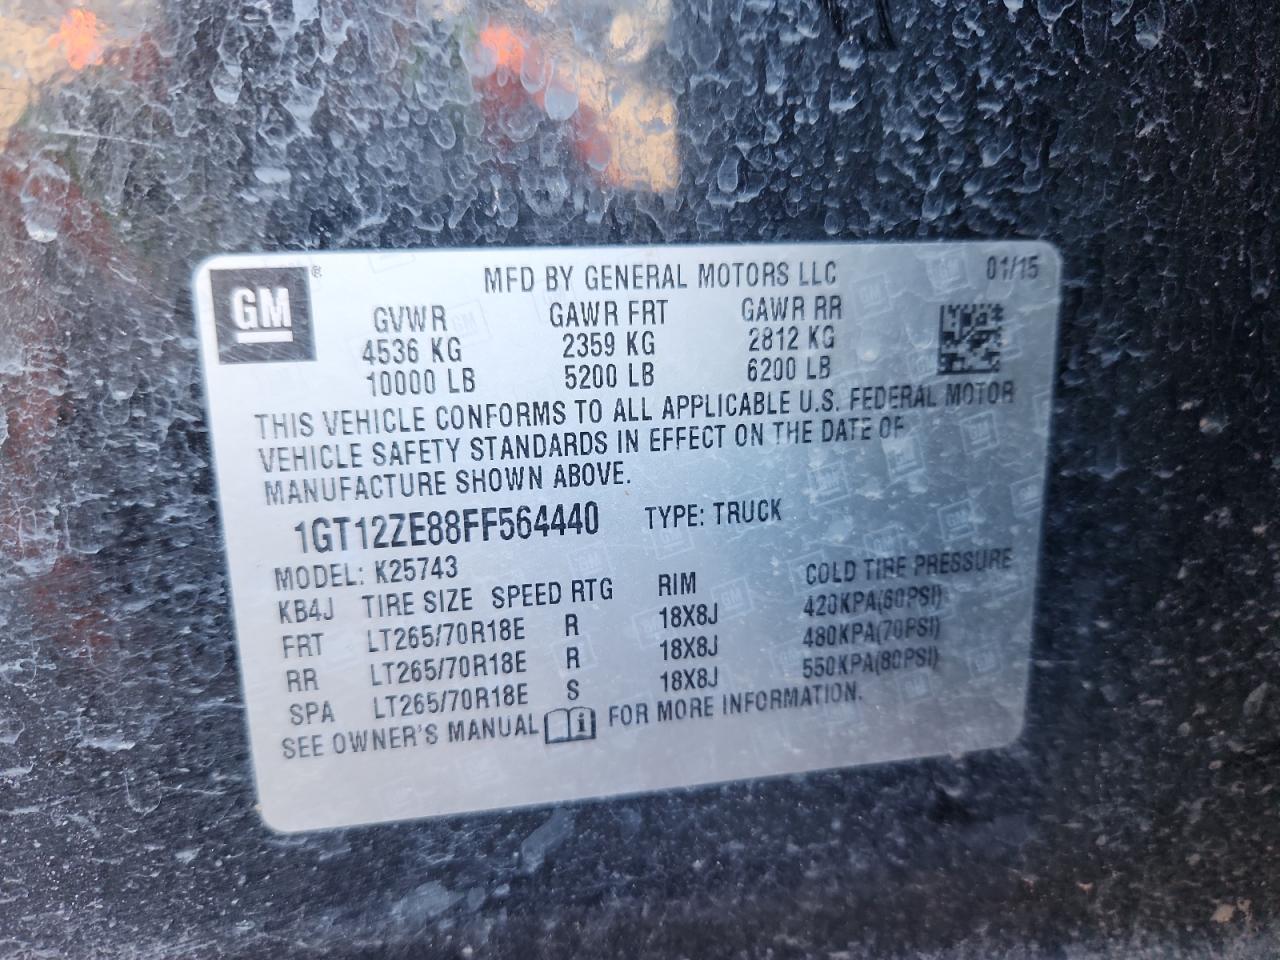 GM ®
MFD BY GENERAL MOTORS LLC 01/15
GVWR GAWR FRT GAWR RR
4536 KG 2359 KG 2812 KG
10000 LB 5200 LB 6200 LB
THIS VEHICLE CONFORMS TO ALL APPLICABLE U.S. FEDERAL MOTOR
VEHICLE SAFETY STANDARDS IN EFFECT ON THE DATE OF
MANUFACTURE SHOWN ABOVE.
1GT12ZE88FF564440 TYPE: TRUCK
MODEL: K25743
KB4J TIRE SIZE SPEED RTG RIM COLD TIRE PRESSURE
FRT LT265/70R18E R 18X8J 420KPA(60PSI)
RR LT265/70R18E R 18X8J 480KPA(70PSI)
SPA LT265/70R18E S 18X8J 550KPA(80PSI)
SEE OWNER'S MANUAL FOR MORE INFORMATION.